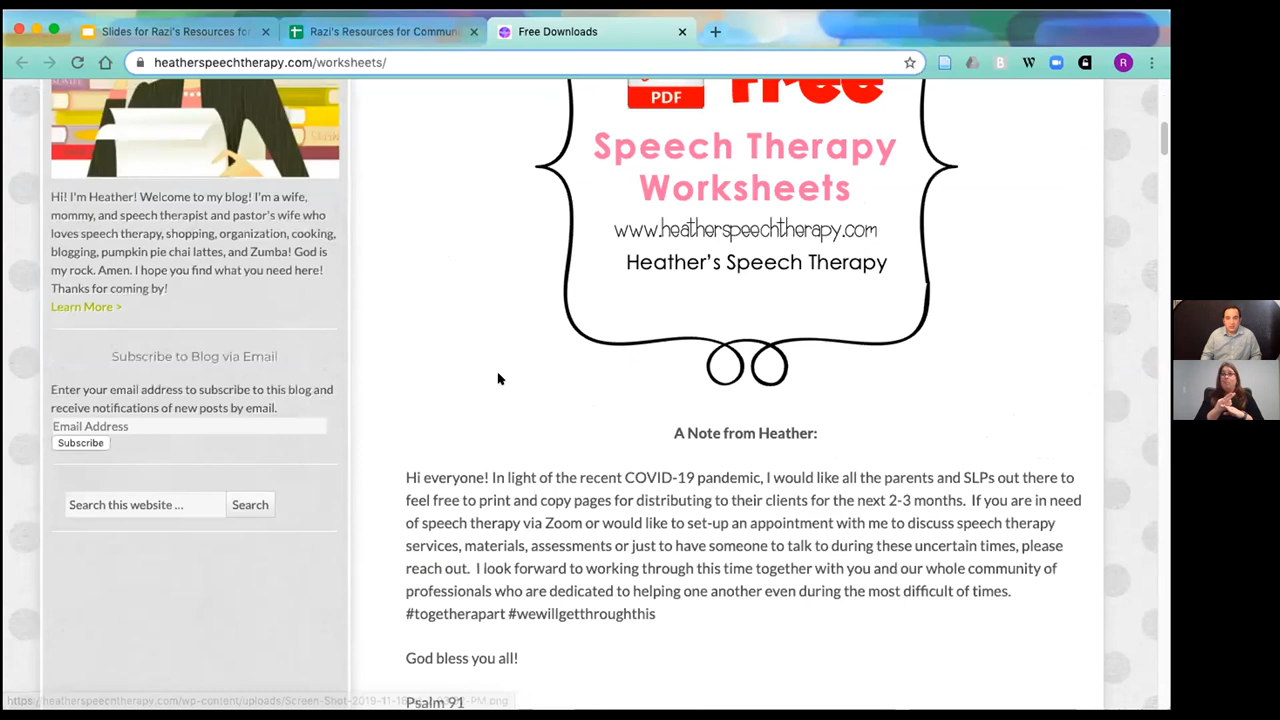 Slides for Razi's Resources for
Razi's Resources for Commun
Free Downloads
heatherspeechtherapy.com/worksheets/
R
PDF
Free
Speech Therapy
Worksheets
www.heatherspeechtherapy.com
Heather's Speech Therapy
Hi! I'm Heather! Welcome to my blog! I'm a wife,
mommy, and speech therapist and pastor's wife who
loves speech therapy, shopping, organization, cooking,
blogging, pumpkin pie chai lattes, and Zumba! God is
my rock. Amen. I hope you find what you need here!
Thanks for coming by!
Learn More >
Subscribe to Blog via Email
Enter your email address to subscribe to this blog and
receive notifications of new posts by email.
Email Address
Subscribe
Search this website ...
Search
A Note from Heather:
Hi everyone! In light of the recent COVID-19 pandemic, I would like all the parents and SLPs out there to
feel free to print and copy pages for distributing to their clients for the next 2-3 months. If you are in need
of speech therapy via Zoom or would like to set-up an appointment with me to discuss speech therapy
services, materials, assessments or just to have someone to talk to during these uncertain times, please
reach out. I look forward to working through this time together with you and our whole community of
professionals who are dedicated to helping one another even during the most difficult of times.
#togetherapart #wewillgetthroughthis
God bless you all!
Psalm 91